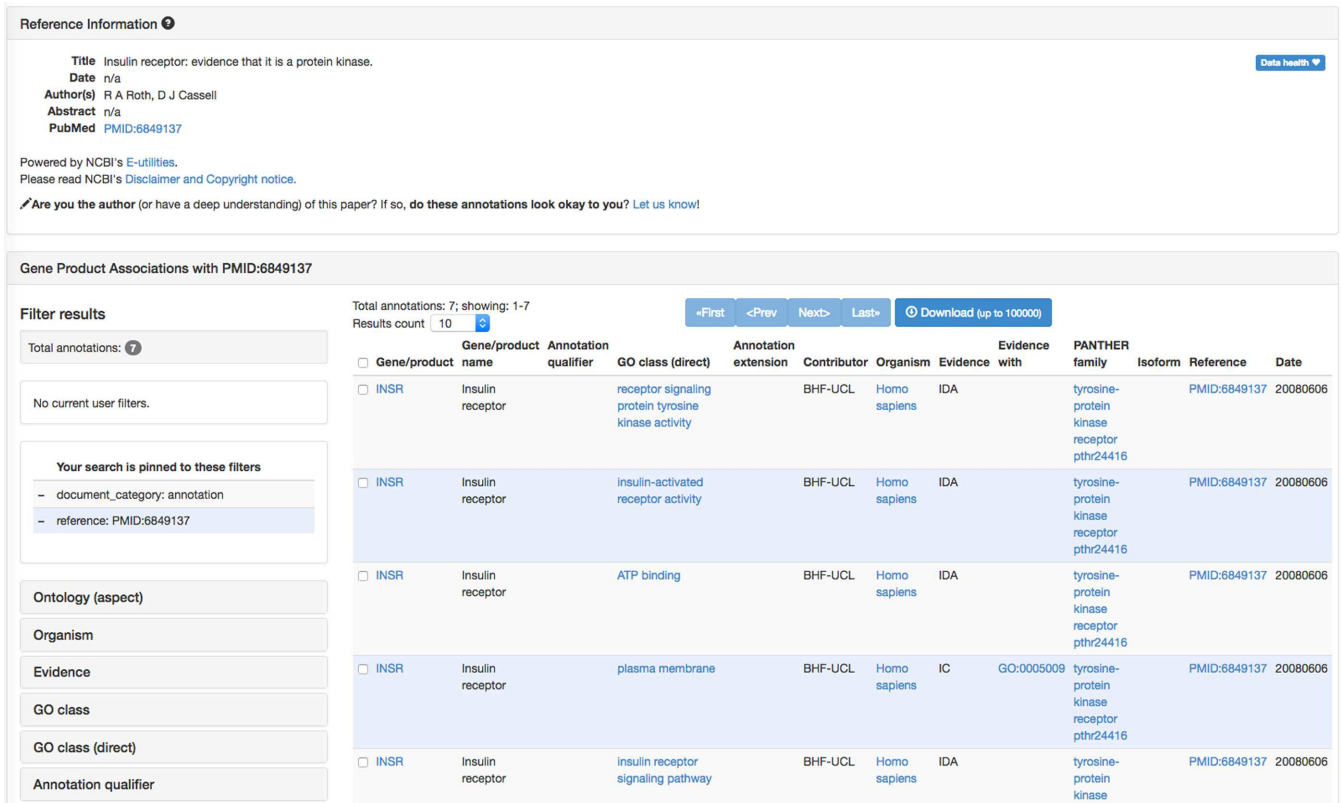 Reference Information
Title Insulin receptor: evidence that it is a protein kinase.
Data health
Date n/a
Author(s) R A Roth, D J Cassell
Abstract n/a
PubMed PMID:6849137
Powered by NCBI's E-utilities.
Please read NCBI's Disclaimer and Copyright notice.
Are you the author (or have a deep understanding) of this paper? If so, do these annotations look okay to you? Let us know!
Gene Product Associations with PMID:6849137
Filter results
Total annotations: 7
No current user filters.
Your search is pinned to these filters
– document_category: annotation
– reference: PMID:6849137
Ontology (aspect)
Organism
Evidence
GO class
GO class (direct)
Annotation qualifier
Total annotations: 7; showing: 1-7
Results count 10
«First <Prev Next> Last» Download (up to 100000)
Gene/product Annotation Annotation Evidence PANTHER
Gene/product name qualifier GO class (direct) extension Contributor Organism Evidence with family Isoform Reference Date
INSR Insulin receptor signaling BHF-UCL Homo IDA tyrosine- PMID:6849137 20080606
receptor protein tyrosine sapiens protein
kinase activity kinase
receptor
pthr24416
INSR Insulin insulin-activated BHF-UCL Homo IDA tyrosine- PMID:6849137 20080606
receptor receptor activity sapiens protein
kinase
receptor
pthr24416
INSR Insulin ATP binding BHF-UCL Homo IDA tyrosine- PMID:6849137 20080606
receptor sapiens protein
kinase
receptor
pthr24416
INSR Insulin plasma membrane BHF-UCL Homo IC GO:0005009 tyrosine- PMID:6849137 20080606
receptor sapiens protein
kinase
receptor
pthr24416
INSR Insulin insulin receptor BHF-UCL Homo IDA tyrosine- PMID:6849137 20080606
receptor signaling pathway sapiens protein
kinase